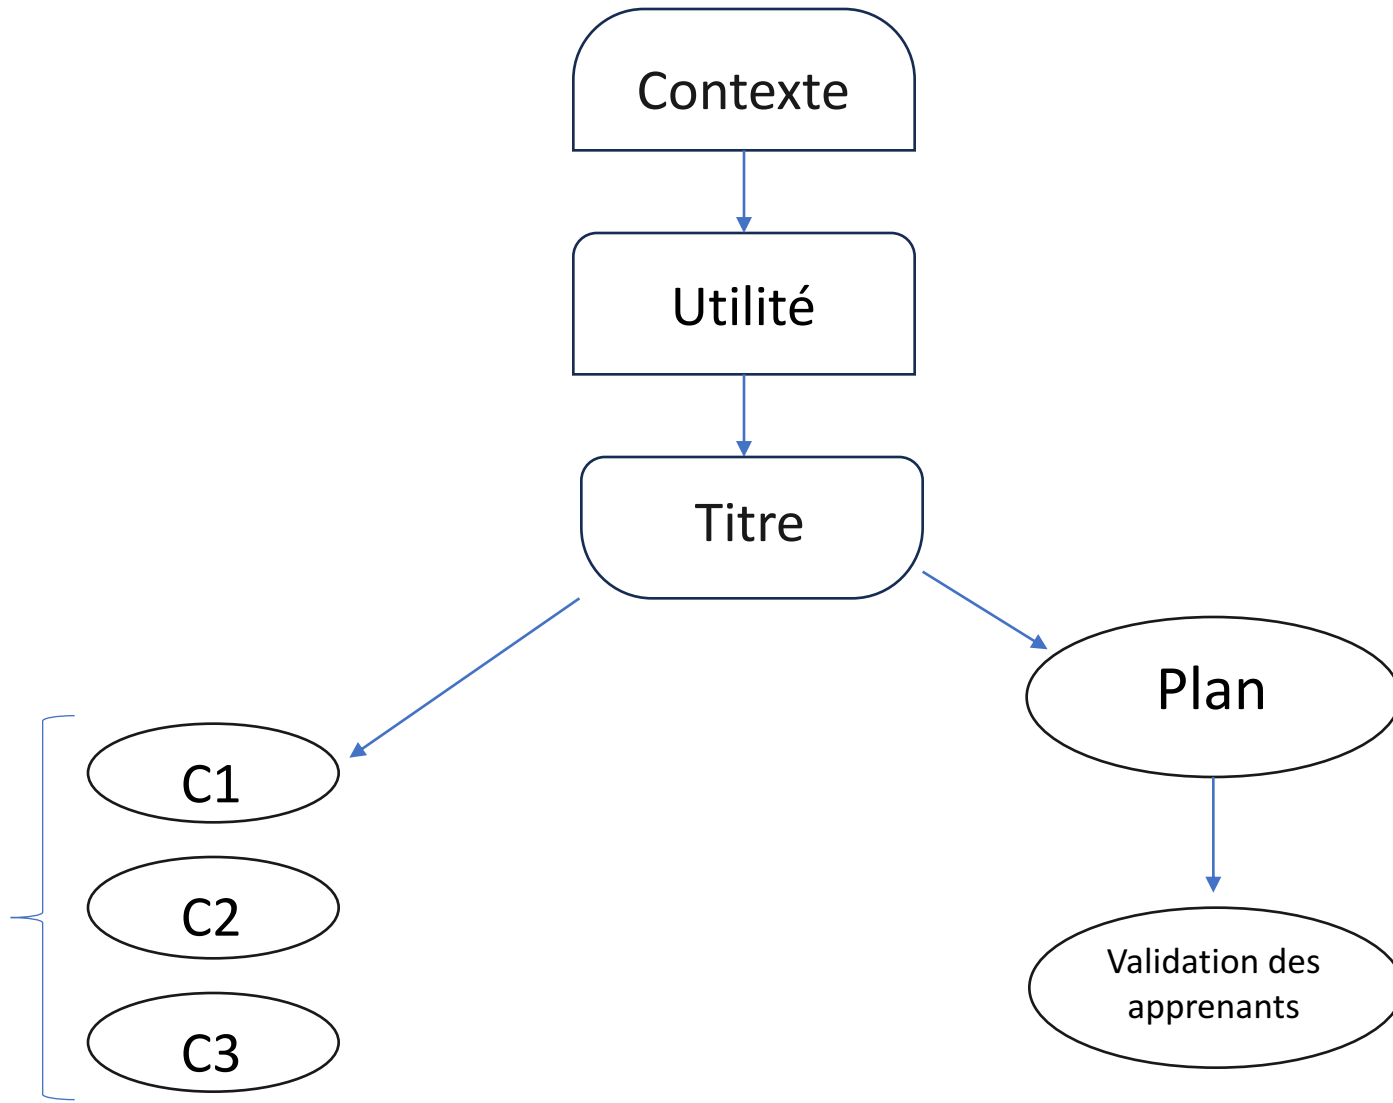 Contexte
Utilité
Titre
Plan
C1
C2
C3
Validation des
apprenants